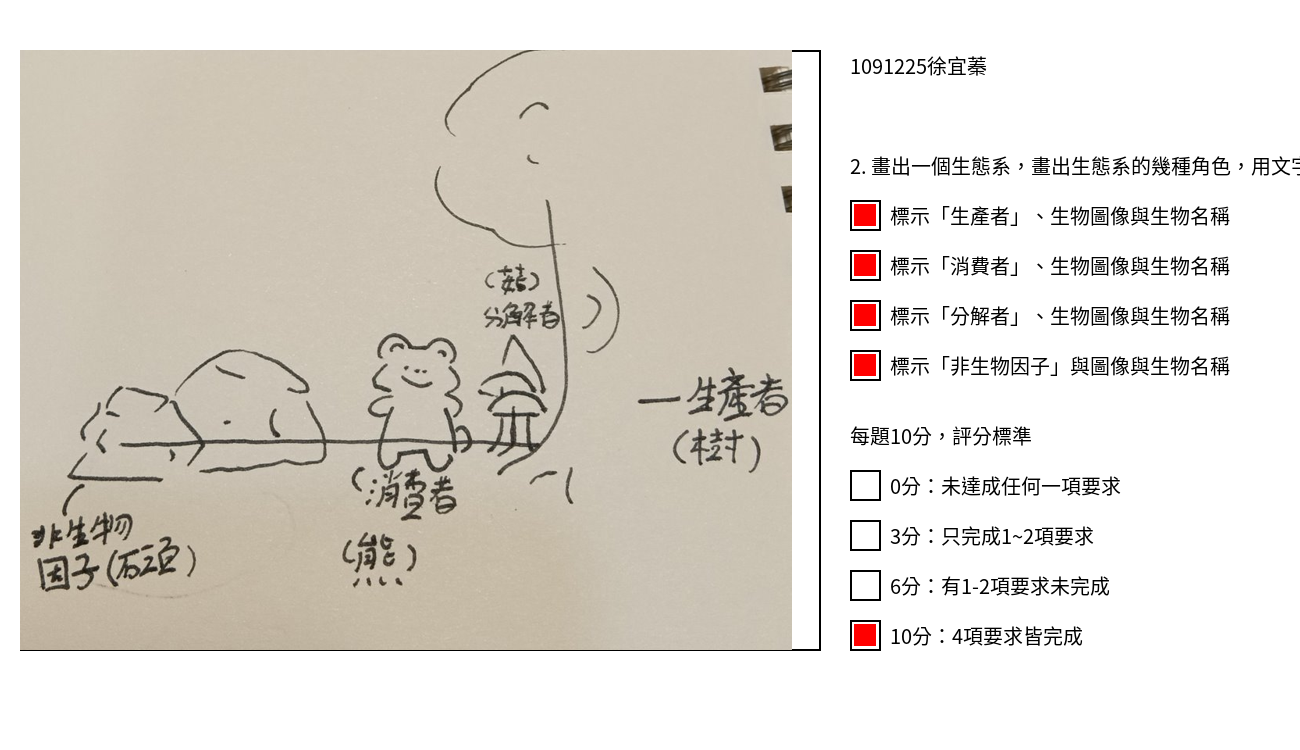 (菇)
分解者
一生產者
(樹)
(消費者
(熊)
非生物
因子(石頭)
1091225徐宜蓁
2. 畫出一個生態系，畫出生態系的幾種角色，用文字
標示「生產者」、生物圖像與生物名稱
標示「消費者」、生物圖像與生物名稱
標示「分解者」、生物圖像與生物名稱
標示「非生物因子」與圖像與生物名稱
每題10分，評分標準
0分：未達成任何一項要求
3分：只完成1~2項要求
6分：有1-2項要求未完成
10分：4項要求皆完成